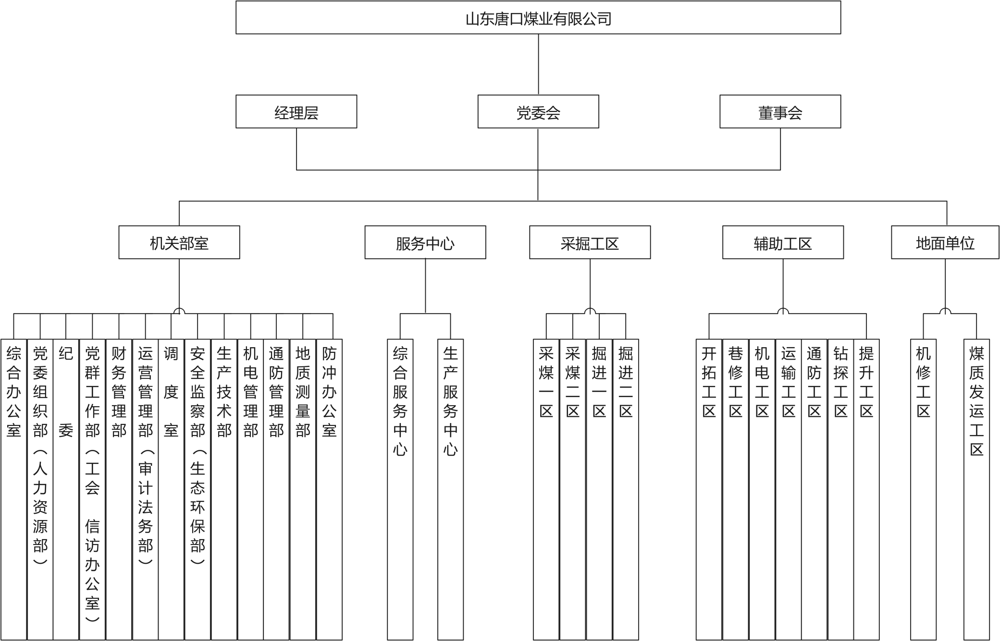 山东唐口煤业有限公司
经理层
党委会
董事会
机关部室
服务中心
采掘工区
辅助工区
地面单位
综合办公室
党委组织部（人力资源部）
纪委
党群工作部（工会 信访办公室）
财务管理部
运营管理部（审计法务部）
调度室
安全监察部（生态环保部）
生产技术部
机电管理部
通防管理部
地质测量部
防冲办公室
综合服务中心
生产服务中心
采煤一区
采煤二区
掘进一区
掘进二区
开拓工区
巷修工区
机电工区
运输工区
通防工区
钻探工区
提升工区
机修工区
煤质发运工区